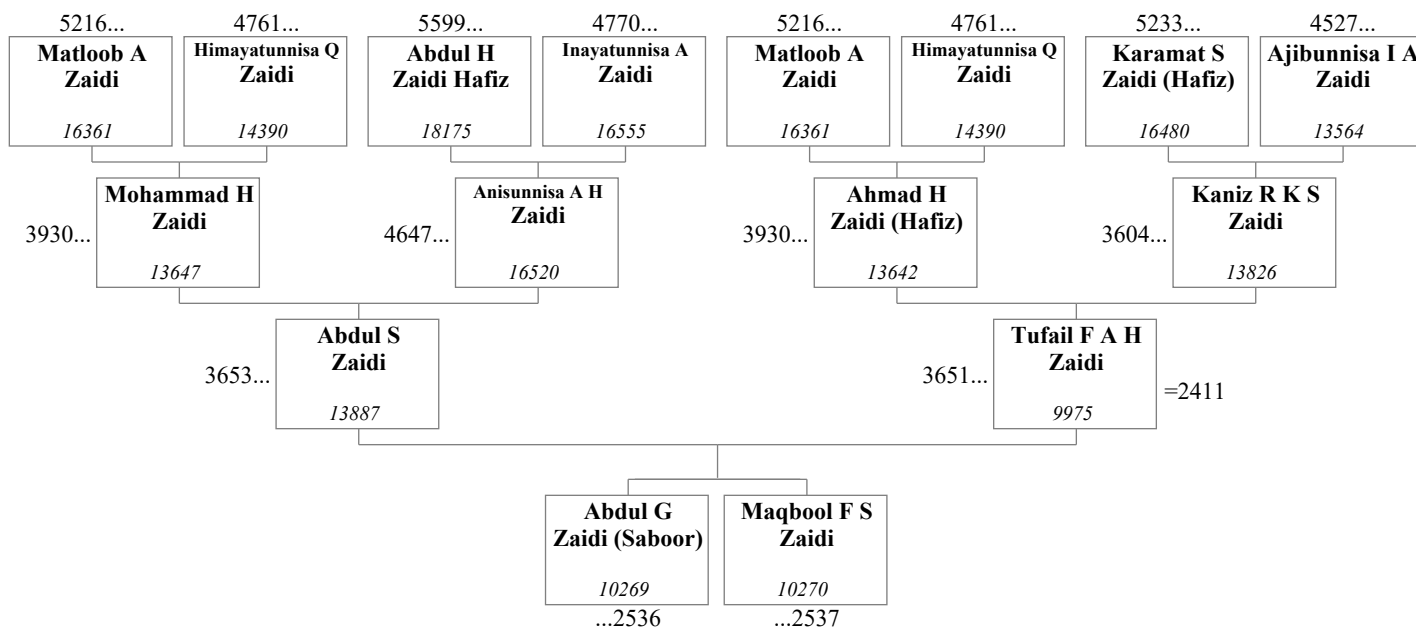 5216... 4761... 5599... 4770... 5216... 4761... 5233... 4527...
Matloob A
Zaidi
16361
Himayatunnisa Q
Zaidi
14390
Abdul H
Zaidi Hafiz
18175
Inayatunnisa A
Zaidi
16555
Matloob A
Zaidi
16361
Himayatunnisa Q
Zaidi
14390
Karamat S
Zaidi (Hafiz)
16480
Ajibunnisa I A
Zaidi
13564
3930...
Mohammad H
Zaidi
13647
4647...
Anisunnisa A H
Zaidi
16520
3930...
Ahmad H
Zaidi (Hafiz)
13642
3604...
Kaniz R K S
Zaidi
13826
3653...
Abdul S
Zaidi
13887
3651...
Tufail F A H
Zaidi
9975
=2411
Abdul G
Zaidi (Saboor)
10269
...2536
Maqbool F S
Zaidi
10270
...2537